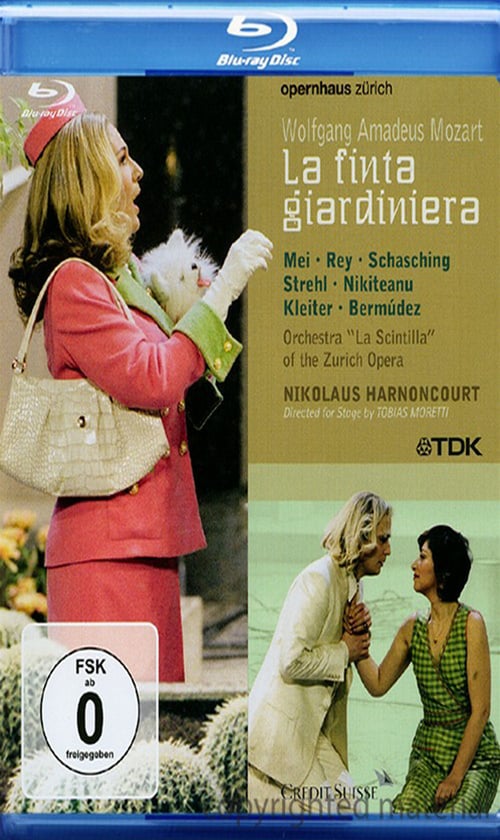 Blu-ray Disc
Blu-ray Disc
opernhaus zürich
Wolfgang Amadeus Mozart
La finta
giardiniera
Mei · Rey · Schasching
Strehl · Nikiteanu
Kleiter · Bermúdez
Orchestra "La Scintilla"
of the Zurich Opera
NIKOLAUS HARNONCOURT
Directed for Stage by TOBIAS MORETTI
TDK
FSK
ab
0
freigegeben
CREDIT SUISSE
copyrighted material